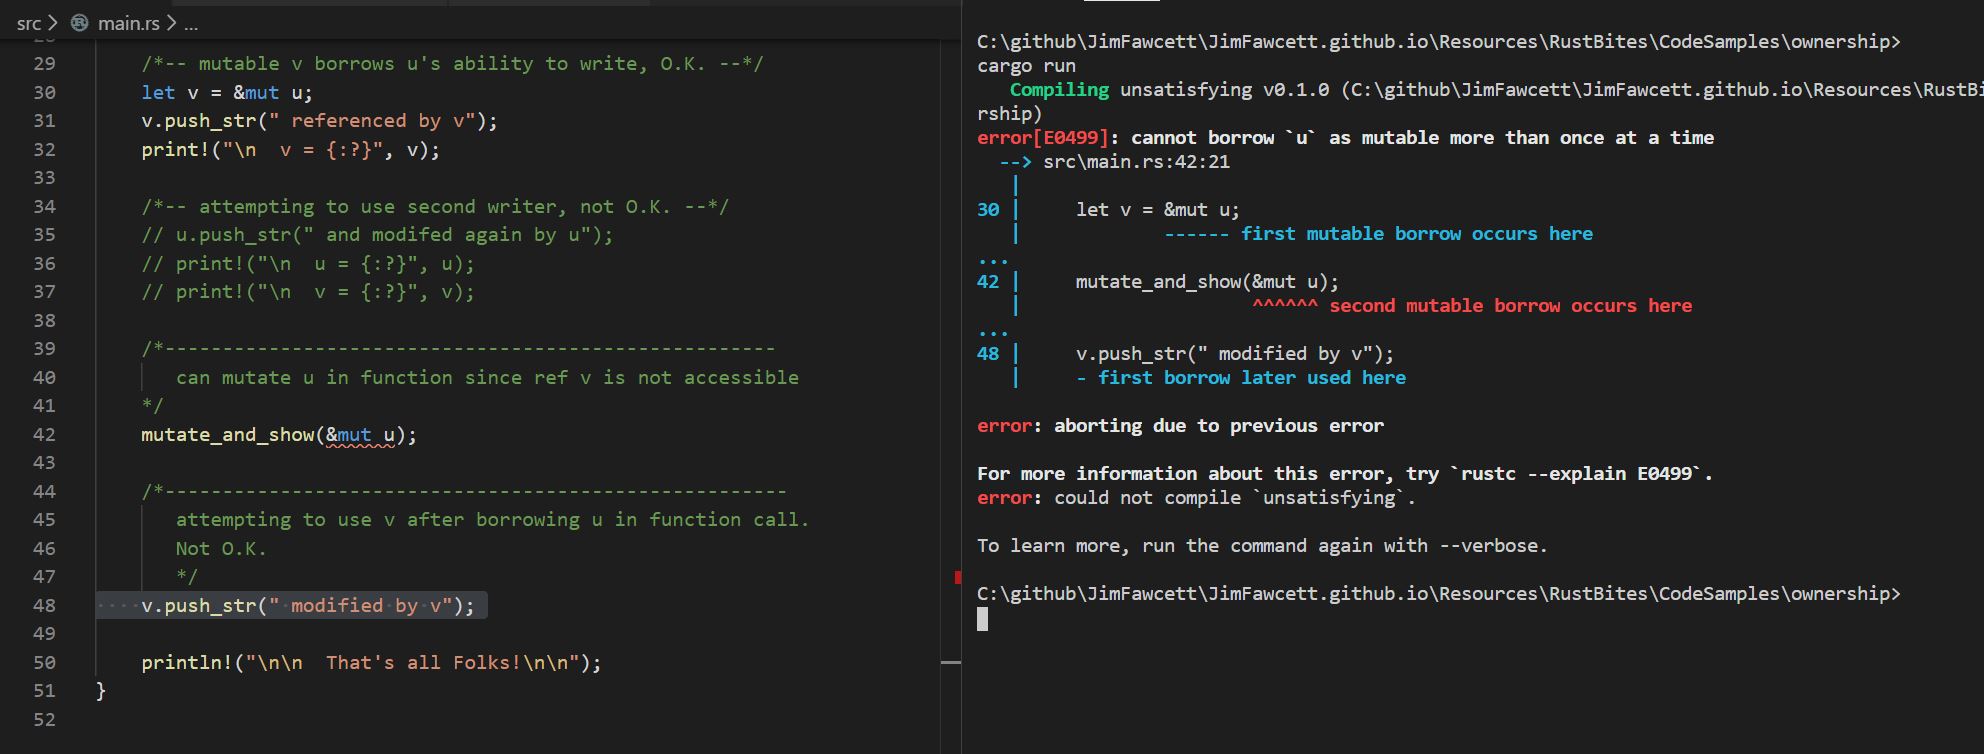 src > main.rs > ...
29 /*-- mutable v borrows u's ability to write, O.K. --*/
30 let v = &mut u;
31 v.push_str(" referenced by v");
32 print!("\n  v = {:?}", v);
33
34 /*-- attempting to use second writer, not O.K. --*/
35 // u.push_str(" and modifed again by u");
36 // print!("\n  u = {:?}", u);
37 // print!("\n  v = {:?}", v);
38
39 /*-----------------------------------------------------
40 can mutate u in function since ref v is not accessible
41 */
42 mutate_and_show(&mut u);
43
44 /*------------------------------------------------------
45 attempting to use v after borrowing u in function call.
46 Not O.K.
47 */
48 ····v.push_str("·modified·by·v");
49
50 println!("\n\n  That's all Folks!\n\n");
51 }
52
C:\github\JimFawcett\JimFawcett.github.io\Resources\RustBites\CodeSamples\ownership>
cargo run
Compiling unsatisfying v0.1.0 (C:\github\JimFawcett\JimFawcett.github.io\Resources\RustBi
rship)
error[E0499]: cannot borrow `u` as mutable more than once at a time
--> src\main.rs:42:21
|
30 | let v = &mut u;
| ------ first mutable borrow occurs here
...
42 | mutate_and_show(&mut u);
| ^^^^^^ second mutable borrow occurs here
...
48 | v.push_str(" modified by v");
| - first borrow later used here
error: aborting due to previous error
For more information about this error, try `rustc --explain E0499`.
error: could not compile `unsatisfying`.
To learn more, run the command again with --verbose.
C:\github\JimFawcett\JimFawcett.github.io\Resources\RustBites\CodeSamples\ownership>